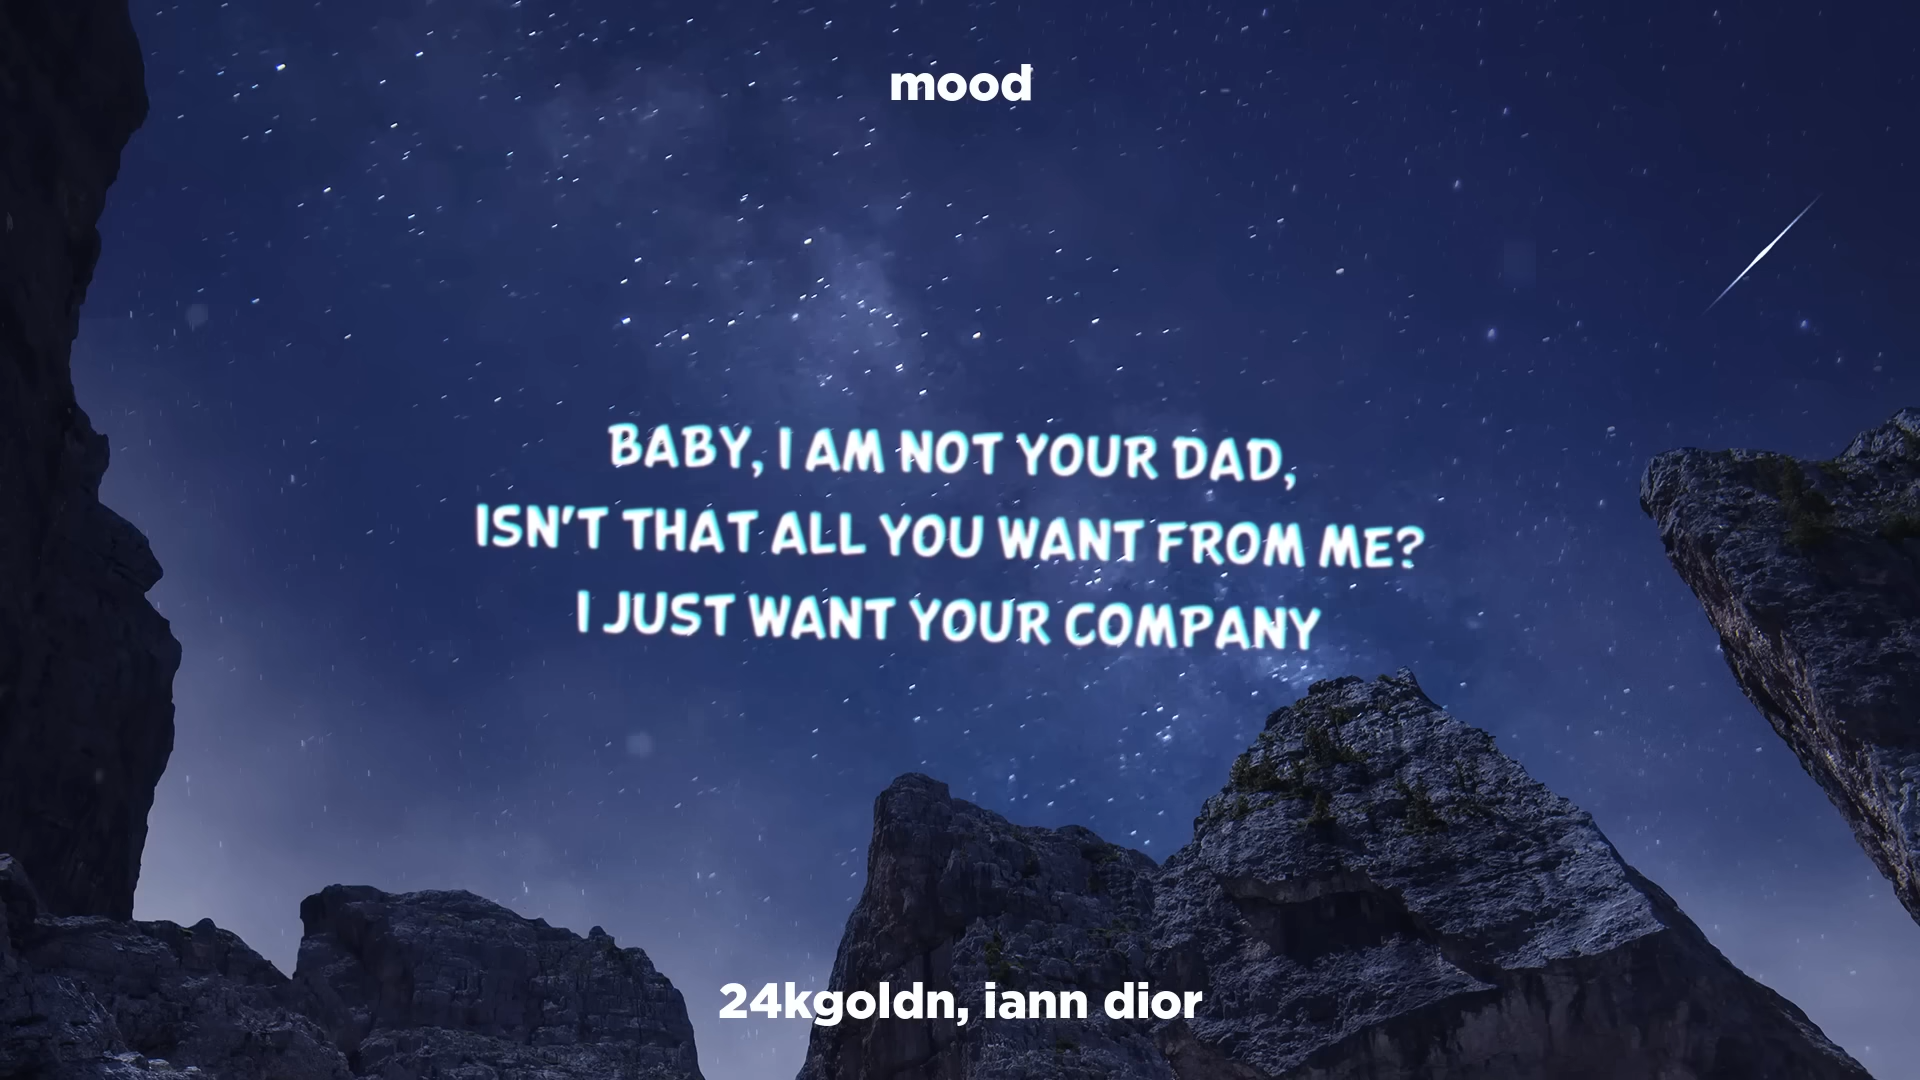 mood
BABY, I AM NOT YOUR DAD,
ISN'T THAT ALL YOU WANT FROM ME?
I JUST WANT YOUR COMPANY
24kgoldn, iann dior